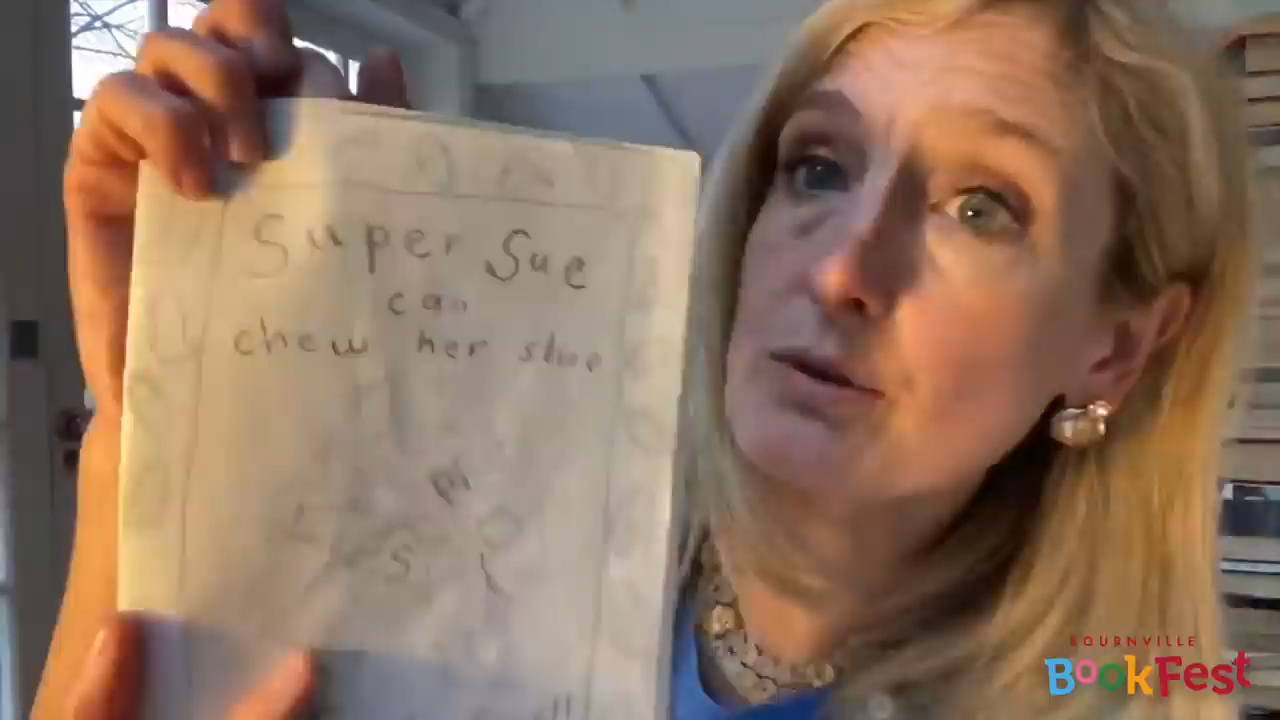 Super Sue
can
chew her shoe
BOURNVILLE
BookFest